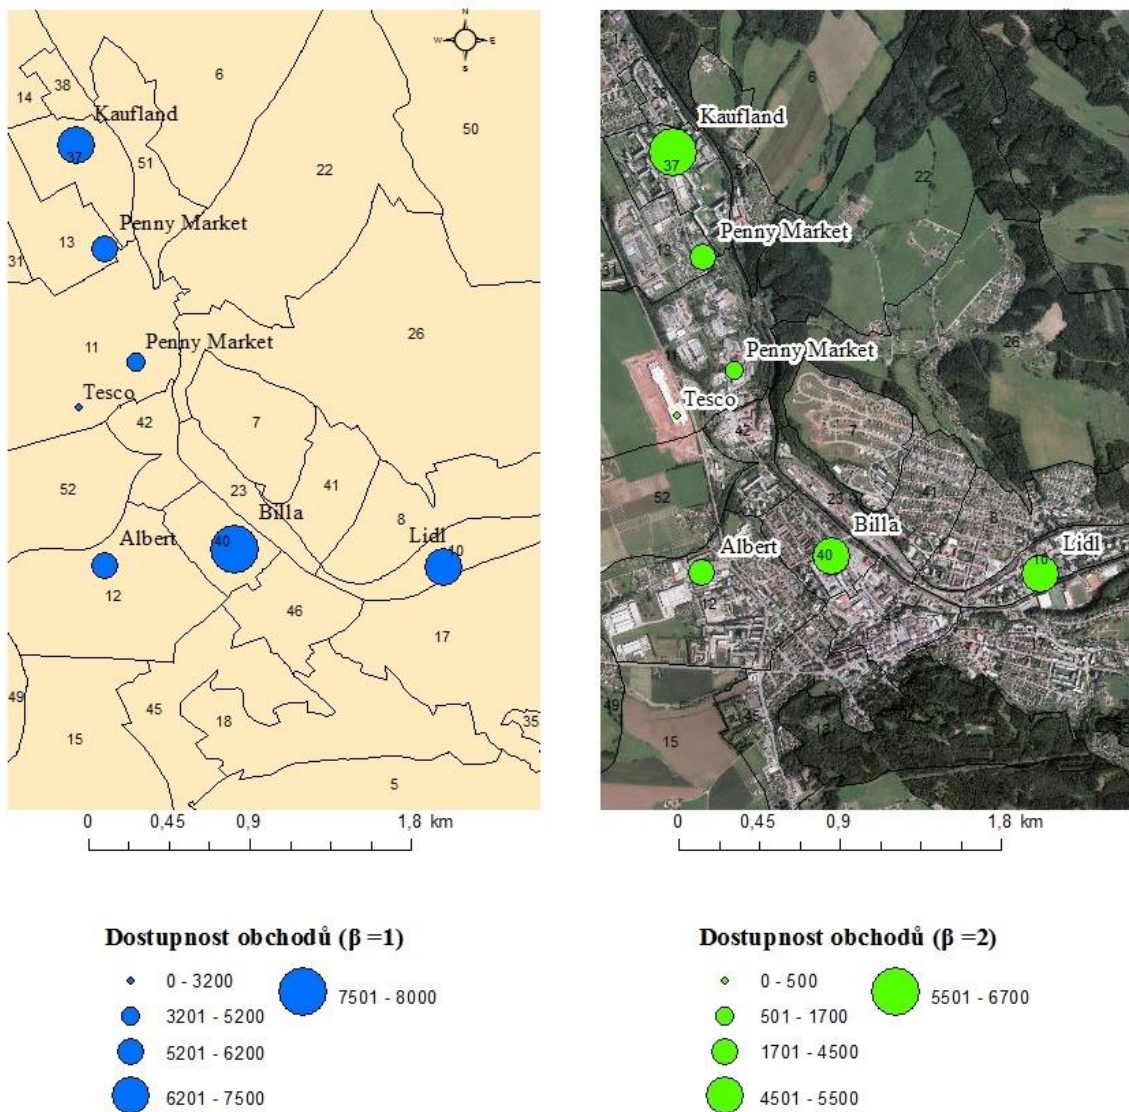 N
W E
S
6
38
14
50
Kaufland
37
51
22
Penny Market
13
31
26
Penny Market
11
Tesco
42
7
52
23
41
Billa
8
Lidl
Albert
40
10
12
46
17
49
45
18
35
15
5
0 0,45 0,9 1,8 km
14
6
50
Kaufland
37
51
22
Penny Market
13
31
26
Penny Market
11
Tesco
42
7
52
23
41
Billa
8
Lidl
Albert
40
10
12
46
49
45
15
0 0,45 0,9 1,8 km
Dostupnost obchodů (β =1)
0 - 3200
3201 - 5200
5201 - 6200
6201 - 7500
7501 - 8000
Dostupnost obchodů (β =2)
0 - 500
501 - 1700
1701 - 4500
4501 - 5500
5501 - 6700